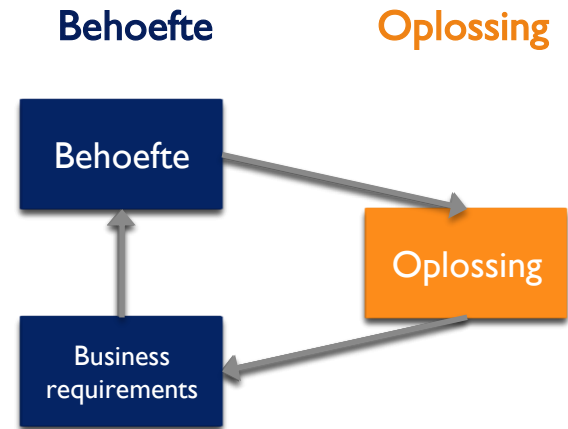 Behoefte
Oplossing
Behoefte
Oplossing
Business
requirements